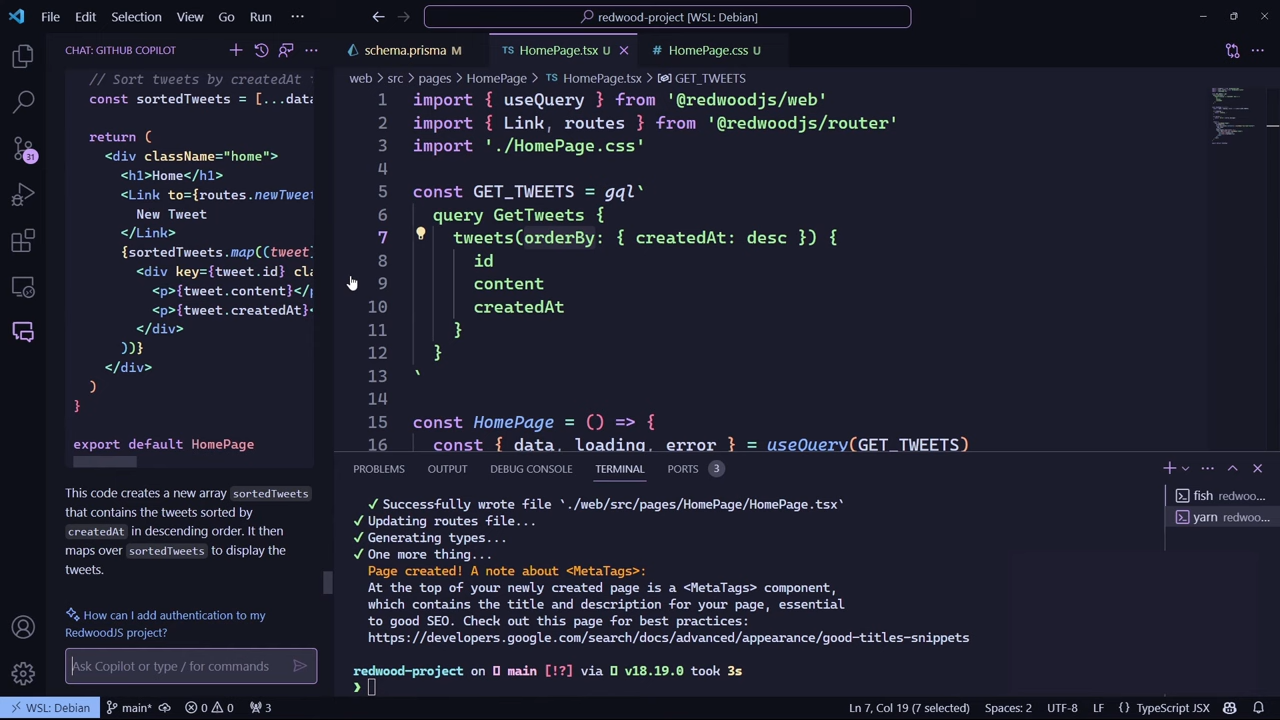 File Edit Selection View Go Run ···
redwood-project [WSL: Debian]
CHAT: GITHUB COPILOT
schema.prisma M
TS HomePage.tsx U
# HomePage.css U
web > src > pages > HomePage > TS HomePage.tsx > GET_TWEETS
// Sort tweets by createdAt
const sortedTweets = [...data
return (
<div className="home">
<h1>Home</h1>
<Link to={routes.newTweet
New Tweet
</Link>
{sortedTweets.map((tweet)
<div key={tweet.id} cla
<p>{tweet.content}</p
<p>{tweet.createdAt}<
</div>
))}
</div>
)
}
export default HomePage
This code creates a new array sortedTweets
that contains the tweets sorted by
createdAt in descending order. It then
maps over sortedTweets to display the
tweets.
How can I add authentication to my
RedwoodJS project?
Ask Copilot or type / for commands
31
1 import { useQuery } from '@redwoodjs/web'
2 import { Link, routes } from '@redwoodjs/router'
3 import './HomePage.css'
4
5 const GET_TWEETS = gql`
6 query GetTweets {
7 tweets(orderBy: { createdAt: desc }) {
8 id
9 content
10 createdAt
11 }
12 }
13 `
14
15 const HomePage = () => {
16 const { data, loading, error } = useQuery(GET_TWEETS)
PROBLEMS OUTPUT DEBUG CONSOLE TERMINAL PORTS 3
✓ Successfully wrote file `./web/src/pages/HomePage/HomePage.tsx`
✓ Updating routes file...
✓ Generating types...
✓ One more thing...
Page created! A note about <MetaTags>:
At the top of your newly created page is a <MetaTags> component,
which contains the title and description for your page, essential
to good SEO. Check out this page for best practices:
https://developers.google.com/search/docs/advanced/appearance/good-titles-snippets
redwood-project on main [!?] via v18.19.0 took 3s
❯
fish redwoo...
yarn redwoo...
WSL: Debian main* 0 0 3
Ln 7, Col 19 (7 selected) Spaces: 2 UTF-8 LF {} TypeScript JSX